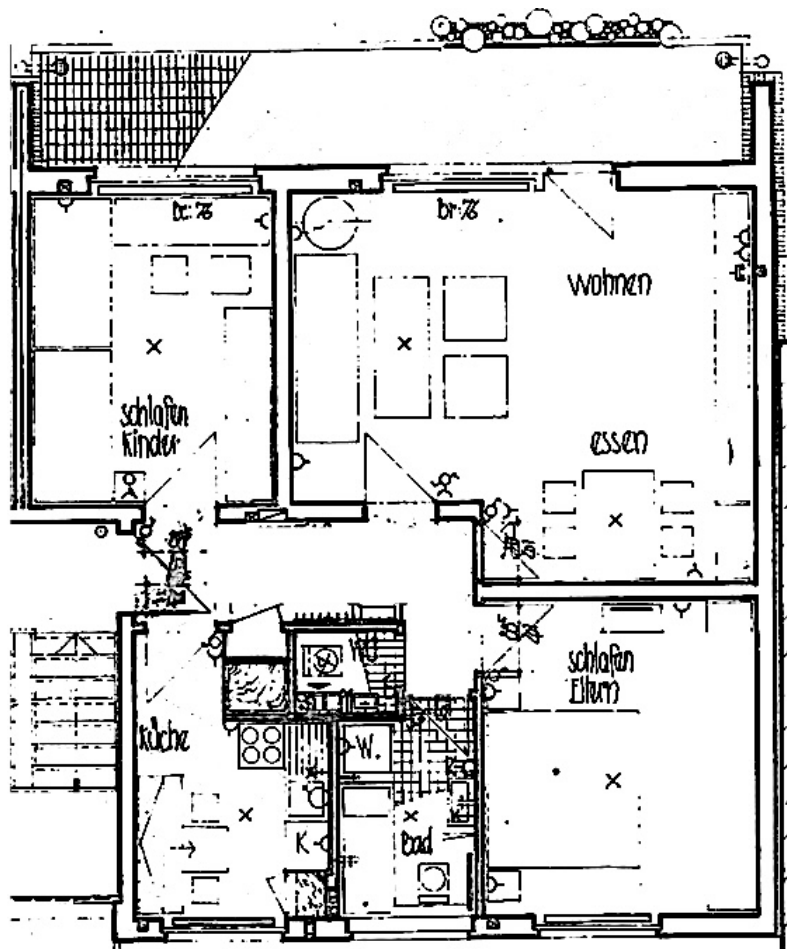 br: 76
br: 76
wohnen
schlafen
Kinder
essen
WC
schlafen
Eltern
Küche
W.
K
Bad